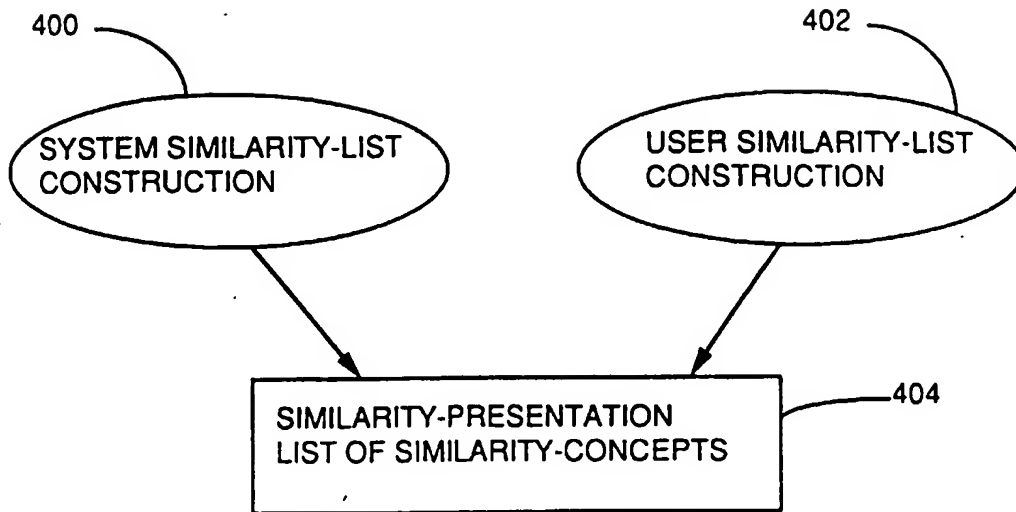 400
402
SYSTEM SIMILARITY-LIST
CONSTRUCTION
USER SIMILARITY-LIST
CONSTRUCTION
404
SIMILARITY-PRESENTATION
LIST OF SIMILARITY-CONCEPTS